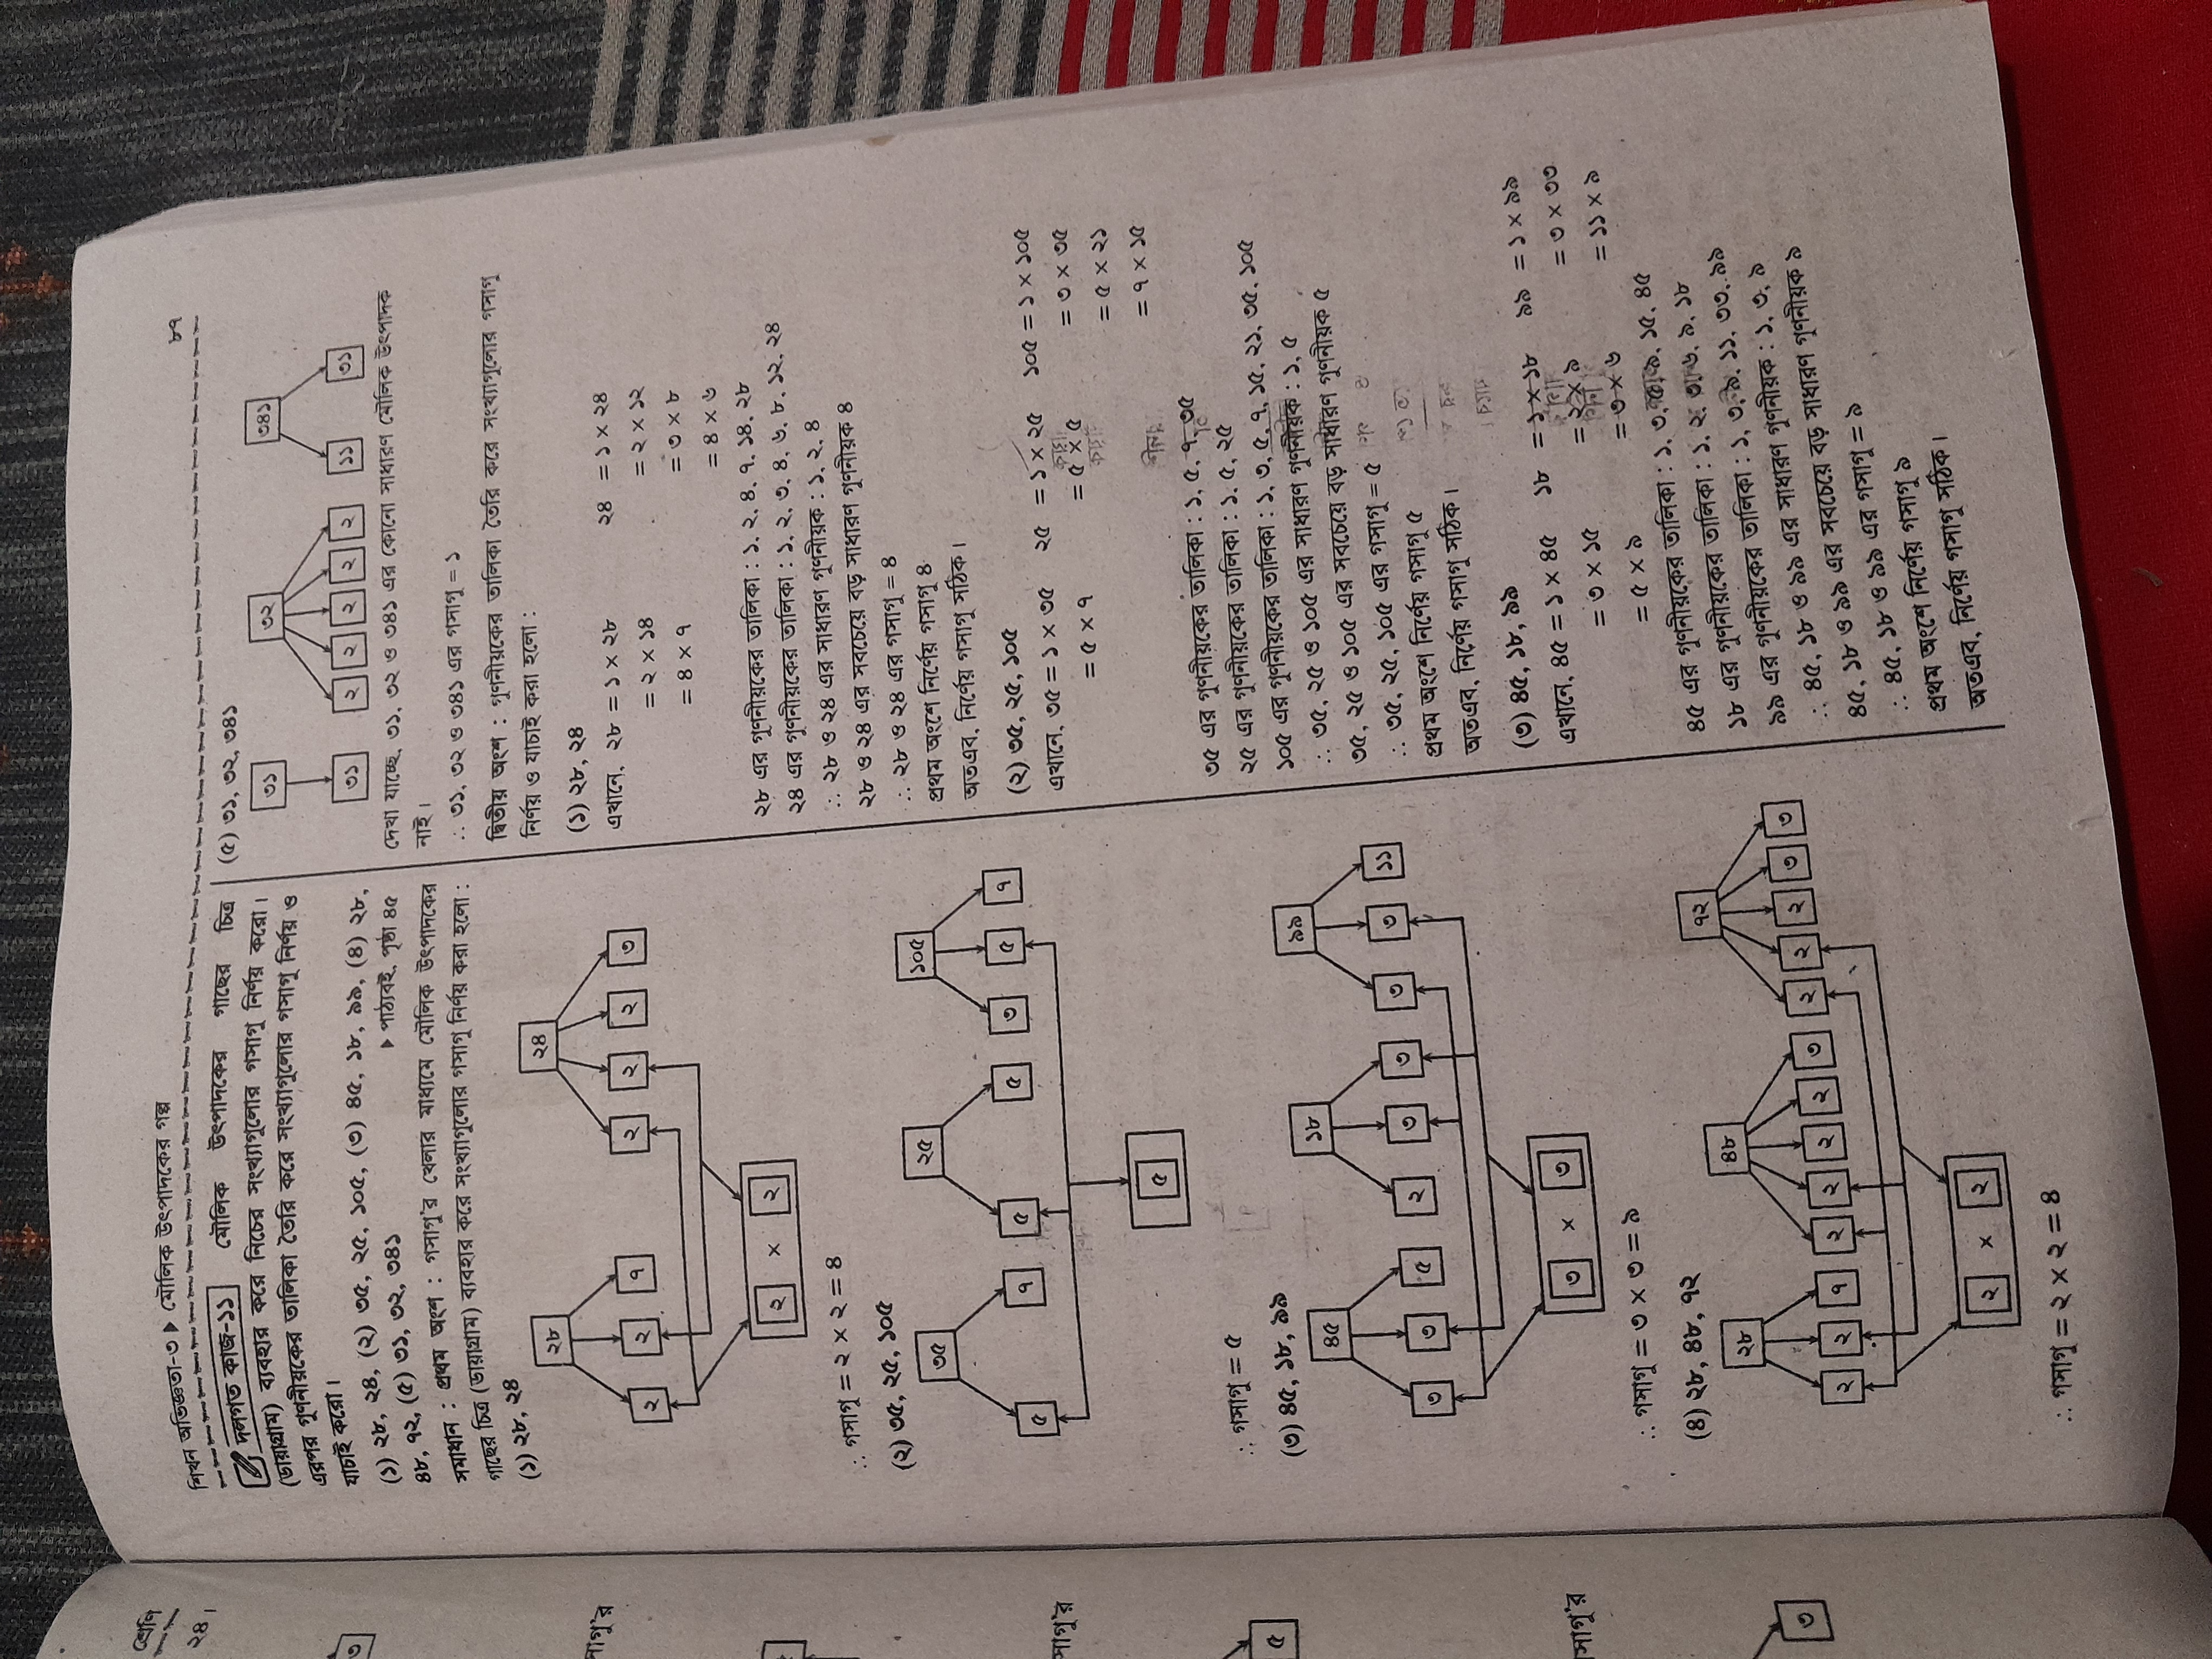 শ্রেণি
২৪।
৩
সাগু'র
সাগু'র
৫
সাগু'র
৩
শিখন অভিজ্ঞতা-৩ ▶ মৌলিক উৎপাদকের গল্প
৮৭
দলগত কাজ-১১ মৌলিক উৎপাদকের গাছের চিত্র
(ডায়াগ্রাম) ব্যবহার করে নিচের সংখ্যাগুলোর গসাগু নির্ণয় করো।
এরপর গুণনীয়কের তালিকা তৈরি করে সংখ্যাগুলোর গসাগু নির্ণয় ও
যাচাই করো।
(১) ২৮, ২৪, (২) ৩৫, ২৫, ১০৫, (৩) ৪৫, ১৮, ৯৯, (৪) ২৮,
৪৮, ৭২, (৫) ৩১, ৩২, ৩৪১ ▶ পাঠ্যবই, পৃষ্ঠা ৪৫
সমাধান : প্রথম অংশ : গসাগু'র খেলার মাধ্যমে মৌলিক উৎপাদকের
গাছের চিত্র (ডায়াগ্রাম) ব্যবহার করে সংখ্যাগুলোর গসাগু নির্ণয় করা হলো :
(১) ২৮, ২৪
২৮ ২৪
২ ২ ৭ ২ ২ ২ ৩
২ × ২
∴ গসাগু = ২ × ২ = ৪
(২) ৩৫, ২৫, ১০৫
৩৫ ২৫ ১০৫
৫ ৭ ৫ ৫ ৩ ৫ ৭
৫
∴ গসাগু = ৫
(৩) ৪৫, ১৮, ৯৯
৪৫ ১৮ ৯৯
৩ ৩ ৫ ২ ৩ ৩ ৩ ৩ ১১
৩ × ৩
∴ গসাগু = ৩ × ৩ = ৯
(৪) ২৮, ৪৮, ৭২
২৮ ৪৮ ৭২
২ ২ ৭ ২ ২ ২ ২ ৩ ২ ২ ২ ৩ ৩
২ × ২
∴ গসাগু = ২ × ২ = ৪
(৫) ৩১, ৩২, ৩৪১
৩১ ৩২ ৩৪১
৩১ ২ ২ ২ ২ ২ ১১ ৩১
দেখা যাচ্ছে, ৩১, ৩২ ও ৩৪১ এর কোনো সাধারণ মৌলিক উৎপাদক
নাই।
∴ ৩১, ৩২ ও ৩৪১ এর গসাগু = ১
দ্বিতীয় অংশ : গুণনীয়কের তালিকা তৈরি করে সংখ্যাগুলোর গসাগু
নির্ণয় ও যাচাই করা হলো :
(১) ২৮, ২৪
এখানে, ২৮ = ১ × ২৮ ২৪ = ১ × ২৪
= ২ × ১৪ = ২ × ১২
= ৪ × ৭ = ৩ × ৮
= ৪ × ৬
২৮ এর গুণনীয়কের তালিকা : ১, ২, ৪, ৭, ১৪, ২৮
২৪ এর গুণনীয়কের তালিকা : ১, ২, ৩, ৪, ৬, ৮, ১২, ২৪
∴ ২৮ ও ২৪ এর সাধারণ গুণনীয়ক : ১, ২, ৪
২৮ ও ২৪ এর সবচেয়ে বড় সাধারণ গুণনীয়ক ৪
∴ ২৮ ও ২৪ এর গসাগু = ৪
প্রথম অংশে নির্ণেয় গসাগু ৪
অতএব, নির্ণেয় গসাগু সঠিক।
(২) ৩৫, ২৫, ১০৫
এখানে, ৩৫ = ১ × ৩৫ ২৫ = ১ × ২৫ ১০৫ = ১ × ১০৫
= ৫ × ৭ = ৫ × ৫ = ৩ × ৩৫
= ৫ × ২১
= ৭ × ১৫
৩৫ এর গুণনীয়কের তালিকা : ১, ৫, ৭, ৩৫
২৫ এর গুণনীয়কের তালিকা : ১, ৫, ২৫
১০৫ এর গুণনীয়কের তালিকা : ১, ৩, ৫, ৭, ১৫, ২১, ৩৫, ১০৫
∴ ৩৫, ২৫ ও ১০৫ এর সাধারণ গুণনীয়ক : ১, ৫
৩৫, ২৫ ও ১০৫ এর সবচেয়ে বড় সাধারণ গুণনীয়ক ৫
∴ ৩৫, ২৫, ১০৫ এর গসাগু = ৫
প্রথম অংশে নির্ণেয় গসাগু ৫
অতএব, নির্ণেয় গসাগু সঠিক।
(৩) ৪৫, ১৮, ৯৯
এখানে, ৪৫ = ১ × ৪৫ ১৮ = ১ × ১৮ ৯৯ = ১ × ৯৯
= ৩ × ১৫ = ২ × ৯ = ৩ × ৩৩
= ৫ × ৯ = ৩ × ৬ = ১১ × ৯
৪৫ এর গুণনীয়কের তালিকা : ১, ৩, ৫, ৯, ১৫, ৪৫
১৮ এর গুণনীয়কের তালিকা : ১, ২, ৩, ৬, ৯, ১৮
৯৯ এর গুণনীয়কের তালিকা : ১, ৩, ৯, ১১, ৩৩, ৯৯
∴ ৪৫, ১৮ ও ৯৯ এর সাধারণ গুণনীয়ক : ১, ৩, ৯
৪৫, ১৮ ও ৯৯ এর সবচেয়ে বড় সাধারণ গুণনীয়ক ৯
∴ ৪৫, ১৮ ও ৯৯ এর গসাগু = ৯
প্রথম অংশে নির্ণেয় গসাগু ৯
অতএব, নির্ণেয় গসাগু সঠিক।